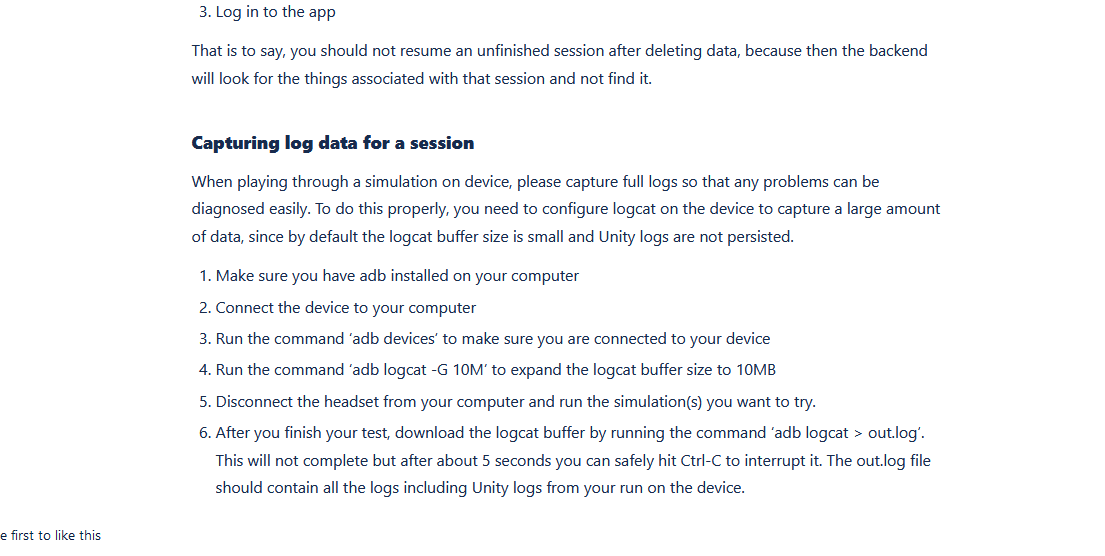 3. Log in to the app
That is to say, you should not resume an unfinished session after deleting data, because then the backend
will look for the things associated with that session and not find it.
Capturing log data for a session
When playing through a simulation on device, please capture full logs so that any problems can be
diagnosed easily. To do this properly, you need to configure logcat on the device to capture a large amount
of data, since by default the logcat buffer size is small and Unity logs are not persisted.
1. Make sure you have adb installed on your computer
2. Connect the device to your computer
3. Run the command ‘adb devices’ to make sure you are connected to your device
4. Run the command ‘adb logcat -G 10M’ to expand the logcat buffer size to 10MB
5. Disconnect the headset from your computer and run the simulation(s) you want to try.
6. After you finish your test, download the logcat buffer by running the command ‘adb logcat > out.log’.
This will not complete but after about 5 seconds you can safely hit Ctrl-C to interrupt it. The out.log file
should contain all the logs including Unity logs from your run on the device.
e first to like this